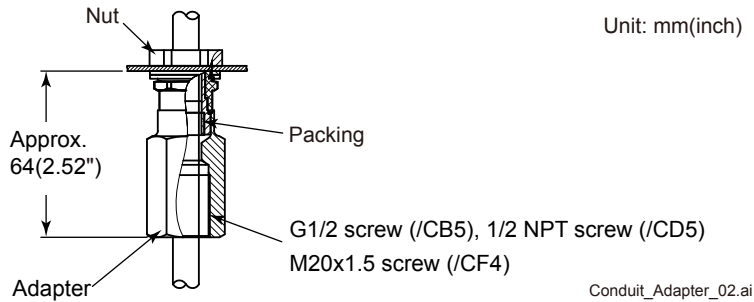 Nut
Unit: mm(inch)
Approx.
64(2.52")
Packing
G1/2 screw (/CB5), 1/2 NPT screw (/CD5)
M20x1.5 screw (/CF4)
Adapter
Conduit_Adapter_02.ai